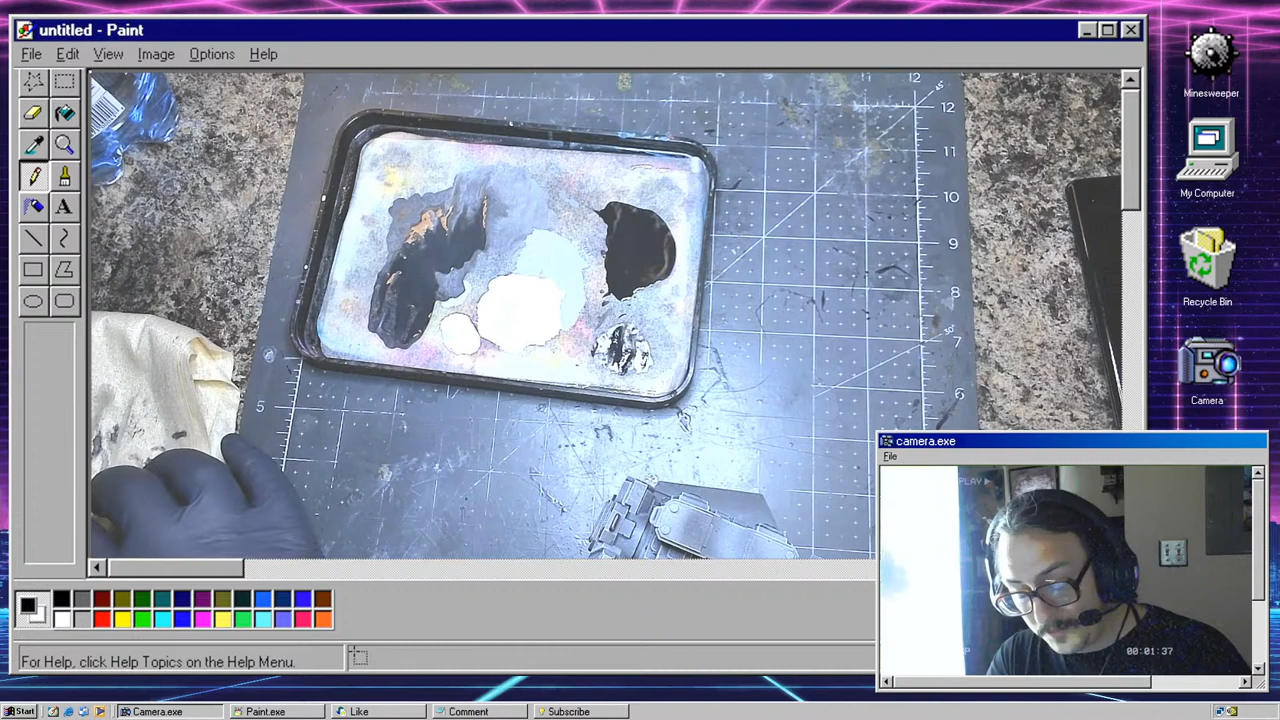 untitled - Paint
File Edit View Image Options Help
12
12
11
10
9
8
7
6
5
Minesweeper
My Computer
Recycle Bin
Camera
camera.exe
File
PLAY
00:01:37
For Help, click Help Topics on the Help Menu.
Start
Camera.exe
Paint.exe
Like
Comment
Subscribe